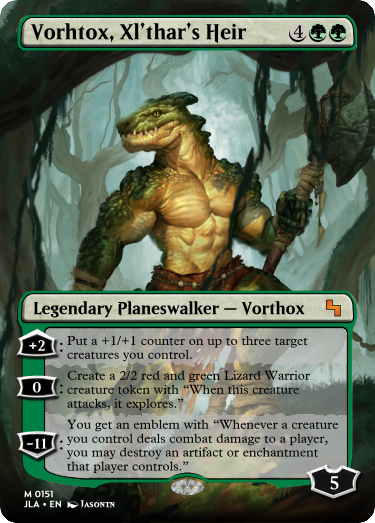 Vorhtox, Xl'thar's Heir 4
Legendary Planeswalker — Vorthox
+2: Put a +1/+1 counter on up to three target
creatures you control.
0: Create a 2/2 red and green Lizard Warrior
creature token with “When this creature
attacks, it explores.”
-11: You get an emblem with “Whenever a creature
you control deals combat damage to a player,
you may destroy an artifact or enchantment
that player controls.”
5
M 0151
JLA • EN Jasontn